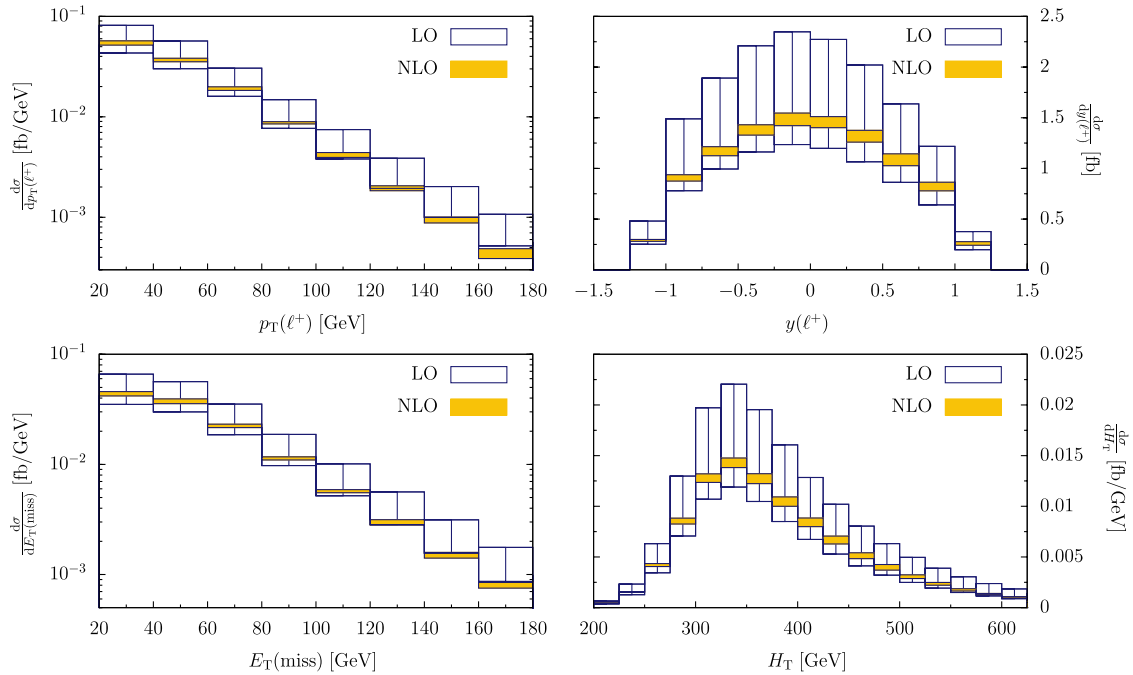 10⁻¹
10⁻²
10⁻³
dσ/dp_T(ℓ⁺) [fb/GeV]
LO
NLO
20 40 60 80 100 120 140 160 180
p_T(ℓ⁺) [GeV]
LO
NLO
2.5
2
1.5
1
0.5
0
dσ/dy(ℓ⁺) [fb]
−1.5 −1 −0.5 0 0.5 1 1.5
y(ℓ⁺)
10⁻¹
10⁻²
10⁻³
dσ/dE_T(miss) [fb/GeV]
LO
NLO
20 40 60 80 100 120 140 160 180
E_T(miss) [GeV]
LO
NLO
0.025
0.02
0.015
0.01
0.005
0
dσ/dH_T [fb/GeV]
200 300 400 500 600
H_T [GeV]